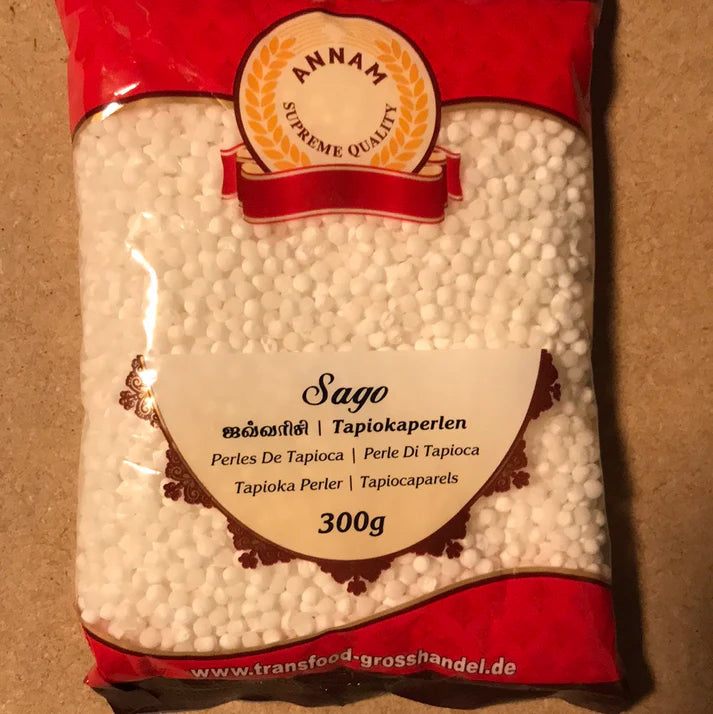 ANNAM
SUPREME QUALITY
Sago
ஜவ்வரிசி | Tapiokaperlen
Perles De Tapioca | Perle Di Tapioca
Tapioka Perler | Tapiocaparels
300g
www.transfood-grosshandel.de